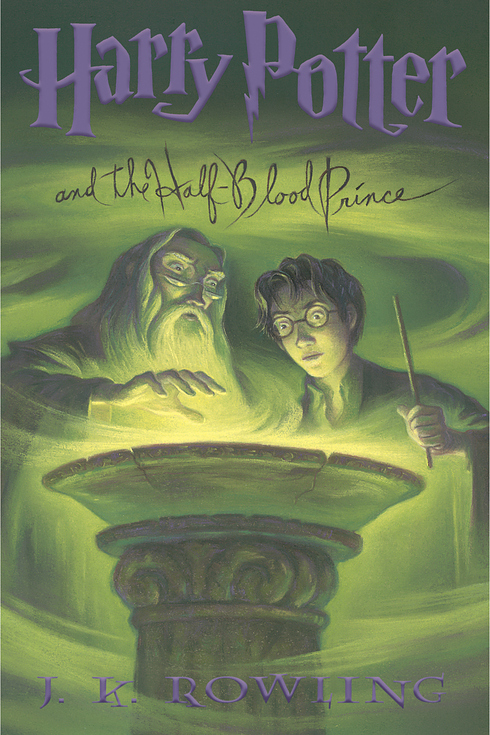 Harry Potter
and the Half-Blood Prince
J. K. ROWLING